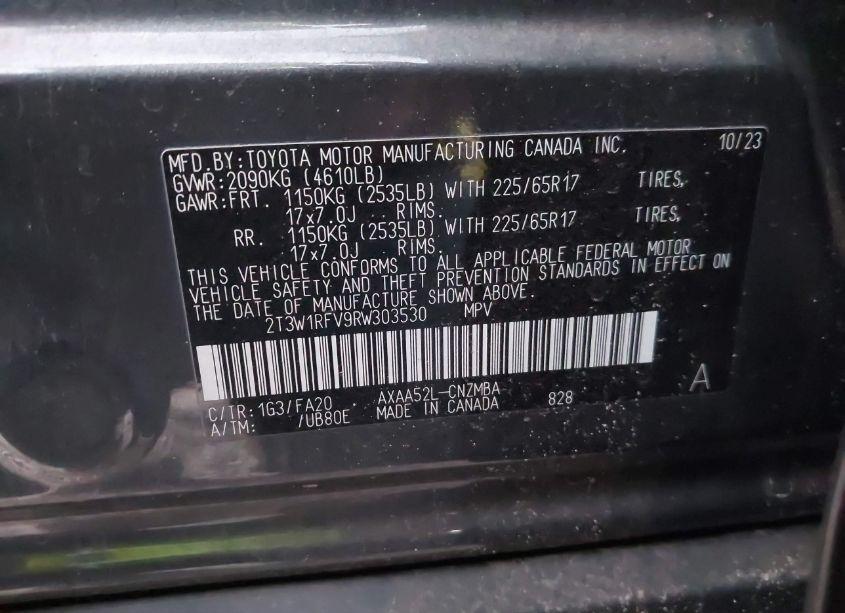 MFD. BY: TOYOTA MOTOR MANUFACTURING CANADA INC. 10/23
GVWR: 2090KG (4610LB)
GAWR: FRT. 1150KG (2535LB) WITH 225/65R17 TIRES,
17x7.0J RIMS.
RR. 1150KG (2535LB) WITH 225/65R17 TIRES,
17x7.0J RIMS.
THIS VEHICLE CONFORMS TO ALL APPLICABLE FEDERAL MOTOR
VEHICLE SAFETY AND THEFT PREVENTION STANDARDS IN EFFECT ON
THE DATE OF MANUFACTURE SHOWN ABOVE.
2T3W1RFV9RW303530 MPV
A
C/TR: 1G3/FA20 AXAA52L-CNZMBA
A/TM: /UB80E MADE IN CANADA 828